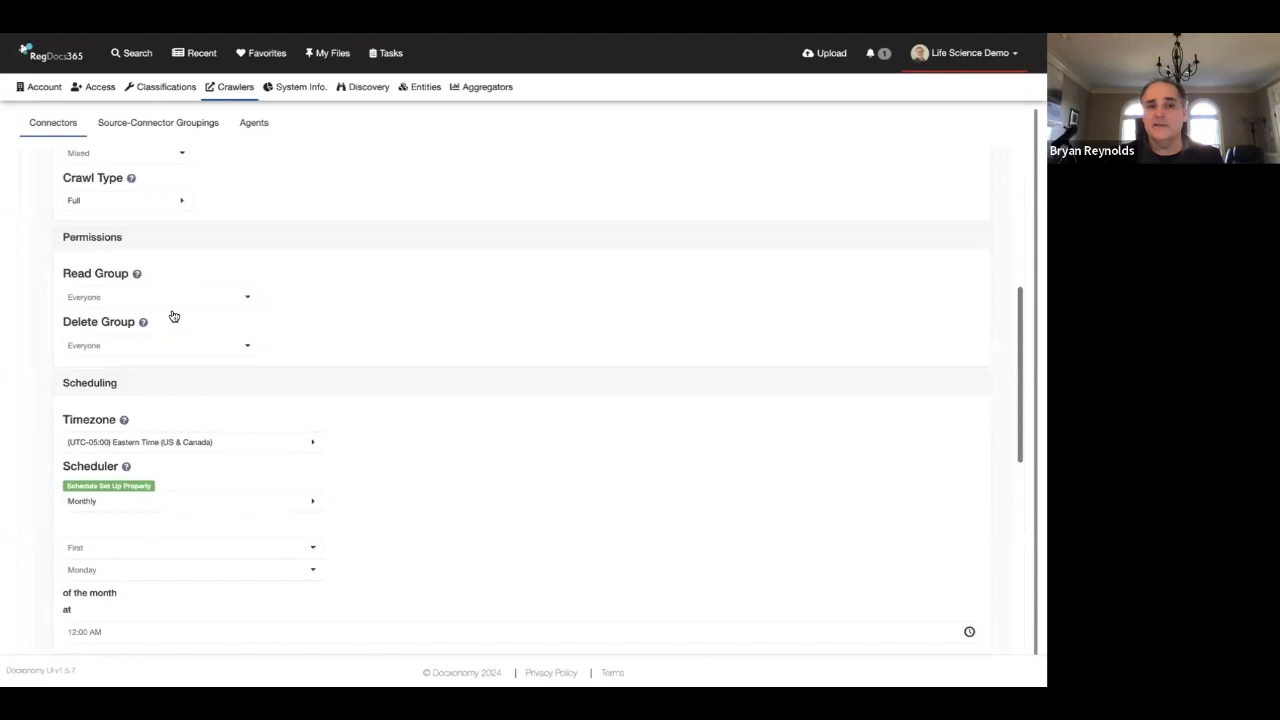 RegDocs365 Search Recent Favorites My Files Tasks Upload 1 Life Science Demo
Account Access Classifications Crawlers System Info. Discovery Entities Aggregators
Connectors Source-Connector Groupings Agents
Mixed
Crawl Type
Full
Permissions
Read Group
Everyone
Delete Group
Everyone
Scheduling
Timezone
(UTC-05:00) Eastern Time (US & Canada)
Scheduler
Schedule Set Up Properly
Monthly
First
Monday
of the month
at
12:00 AM
Docxonomy UI v1.5.7
© Docxonomy 2024 | Privacy Policy | Terms
Bryan Reynolds